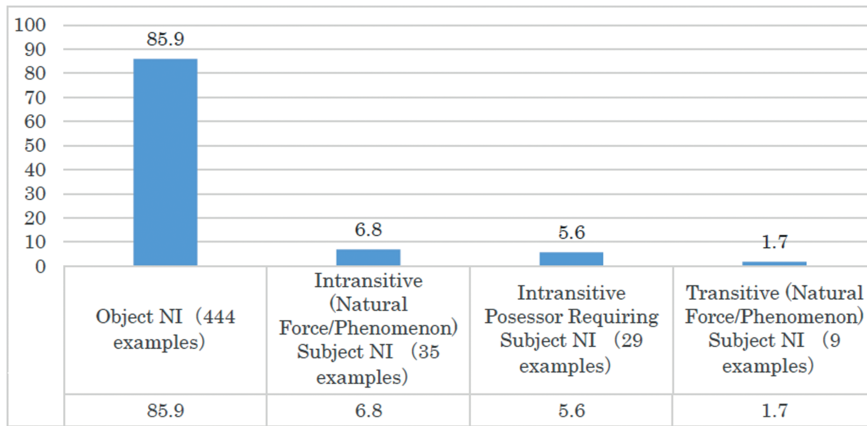 100
90
80
70
60
50
40
30
20
10
0
85.9
6.8
5.6
1.7
Object NI （444
examples）
Intransitive
(Natural
Force/Phenomenon)
Subject NI （35
examples）
Intransitive
Posessor Requiring
Subject NI （29
examples）
Transitive (Natural
Force/Phenomenon)
Subject NI （9
examples）
85.9
6.8
5.6
1.7